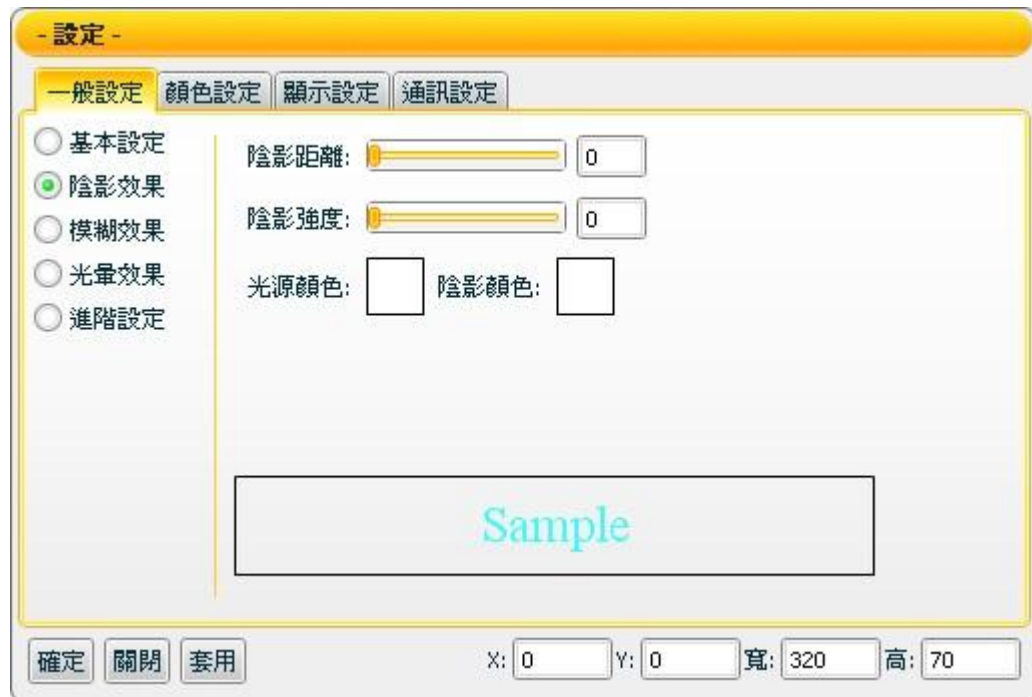 - 設定 -
一般設定 顏色設定 顯示設定 通訊設定
基本設定
陰影效果
模糊效果
光暈效果
進階設定
陰影距離: 0
陰影強度: 0
光源顏色: 陰影顏色:
Sample
確定 關閉 套用 X: 0 Y: 0 寬: 320 高: 70